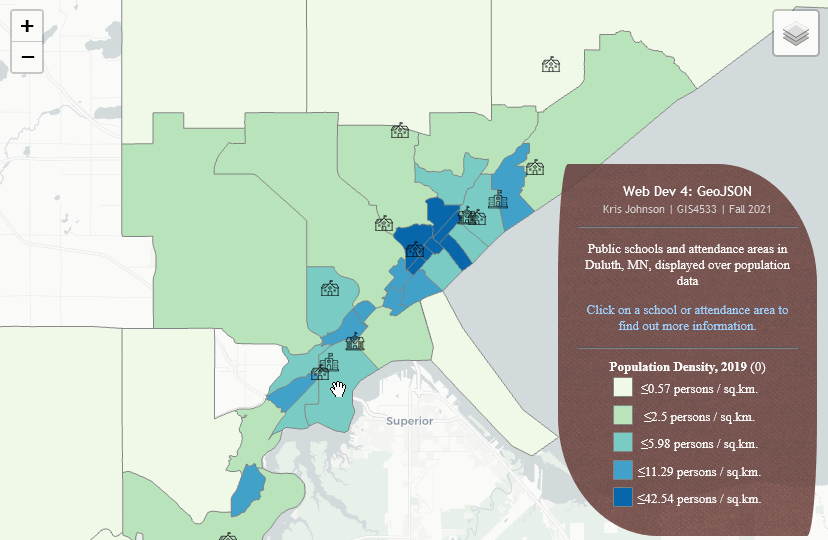 +
−
Web Dev 4: GeoJSON
Kris Johnson | GIS4533 | Fall 2021
Public schools and attendance areas in
Duluth, MN, displayed over population
data
Click on a school or attendance area to
find out more information.
Population Density, 2019 (0)
≤0.57 persons / sq.km.
≤2.5 persons / sq.km.
≤5.98 persons / sq.km.
≤11.29 persons / sq.km.
≤42.54 persons / sq.km.
Superior